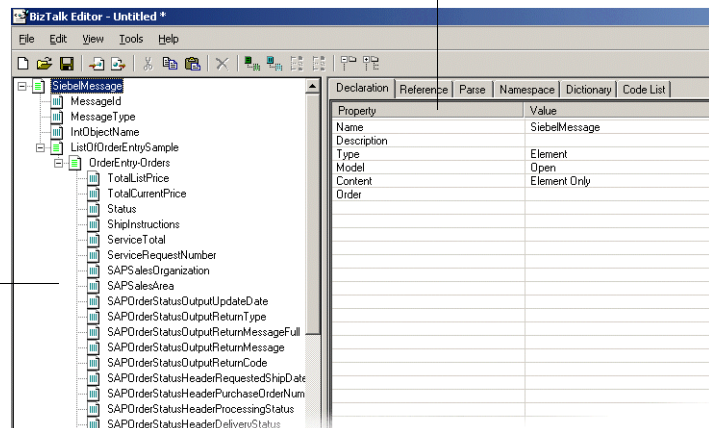 BizTalk Editor - Untitled *
File Edit View Tools Help
Declaration Reference Parse Namespace Dictionary Code List
SiebelMessage
MessageId
MessageType
IntObjectName
ListOfOrderEntrySample
OrderEntry-Orders
TotalListPrice
TotalCurrentPrice
Status
ShipInstructions
ServiceTotal
ServiceRequestNumber
SAPSalesOrganization
SAPSalesArea
SAPOrderStatusOutputUpdateDate
SAPOrderStatusOutputReturnType
SAPOrderStatusOutputReturnMessageFull
SAPOrderStatusOutputReturnMessage
SAPOrderStatusOutputReturnCode
SAPOrderStatusHeaderRequestedShipDate
SAPOrderStatusHeaderPurchaseOrderNum
SAPOrderStatusHeaderProcessingStatus
SAPOrderStatusHeaderDeliveryStatus
Property Value
Name SiebelMessage
Description
Type Element
Model Open
Content Element Only
Order